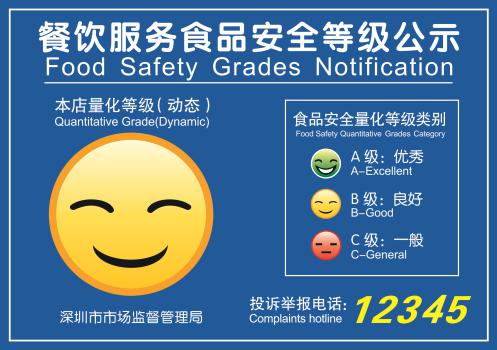 餐饮服务食品安全等级公示
Food Safety Grades Notification
本店量化等级(动态)
Quantitative Grade(Dynamic)
深圳市市场监督管理局
食品安全量化等级类别
Food Safety Quantitative Grades Category
A 级：优秀
A-Excellent
B 级：良好
B-Good
C 级：一般
C-General
投诉举报电话：
Complaints hotline
12345